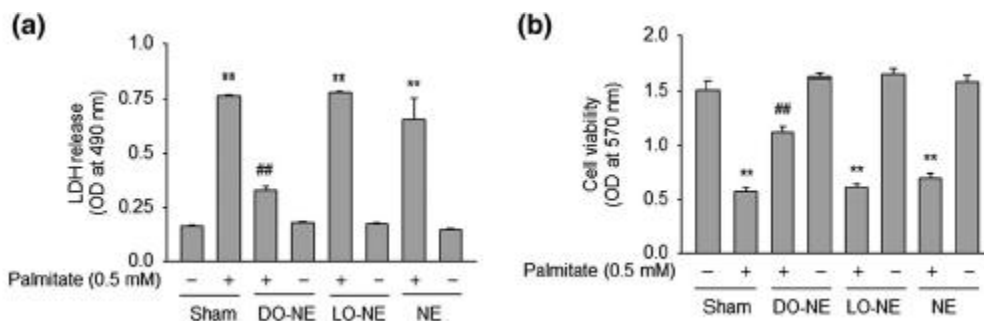 (a)
LDH release
(OD at 490 nm)
1.0
0.75
0.5
0.25
0.0
** ## ** **
Palmitate (0.5 mM) – + + – + – + –
Sham DO-NE LO-NE NE
(b)
Cell viability
(OD at 570 nm)
2.0
1.5
1.0
0.5
0.0
** ## ** **
Palmitate (0.5 mM) – + + – + – + –
Sham DO-NE LO-NE NE